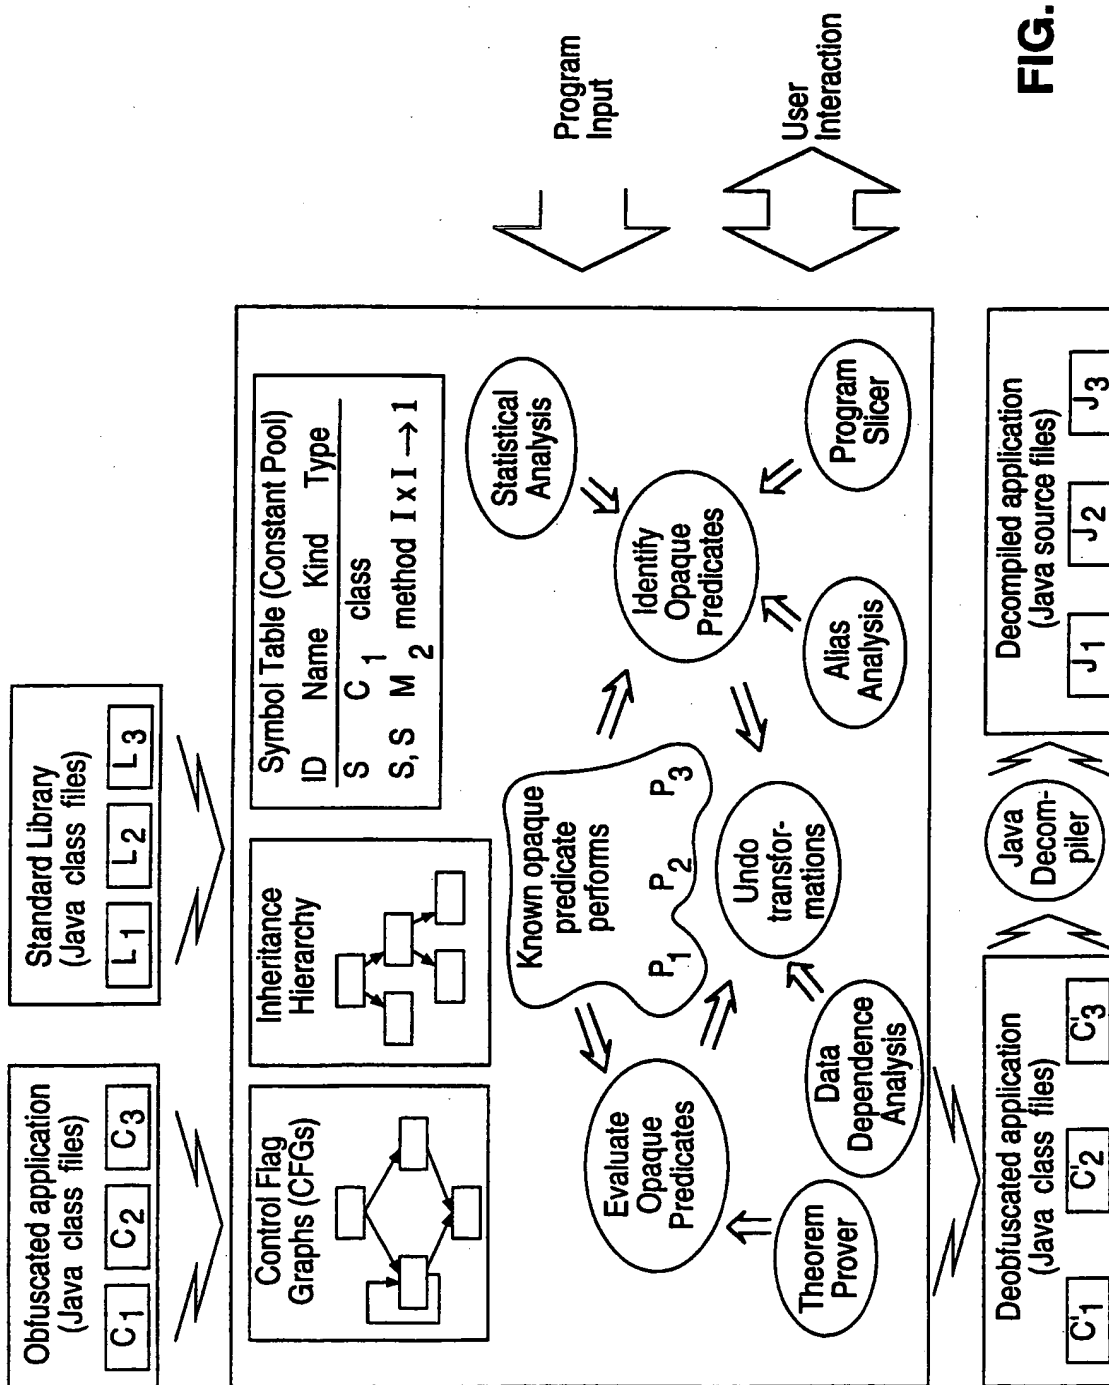 Obfuscated application
(Java class files)
C1 C2 C3
Standard Library
(Java class files)
L1 L2 L3
Control Flag
Graphs (CFGs)
Inheritance
Hierarchy
Symbol Table (Constant Pool)
ID Name Kind Type
S C1 class
S, S M2 method I x I → 1
Program
Input
User
Interaction
Known opaque
predicate
performs
P1 P2 P3
Evaluate
Opaque
Predicates
Identify
Opaque
Predicates
Statistical
Analysis
Undo
transfor-
mations
Theorem
Prover
Data
Dependence
Analysis
Alias
Analysis
Program
Slicer
Deobfuscated application
(Java class files)
C'1 C'2 C'3
Java
Decom-
piler
Decompiled application
(Java source files)
J1 J2 J3
FIG.